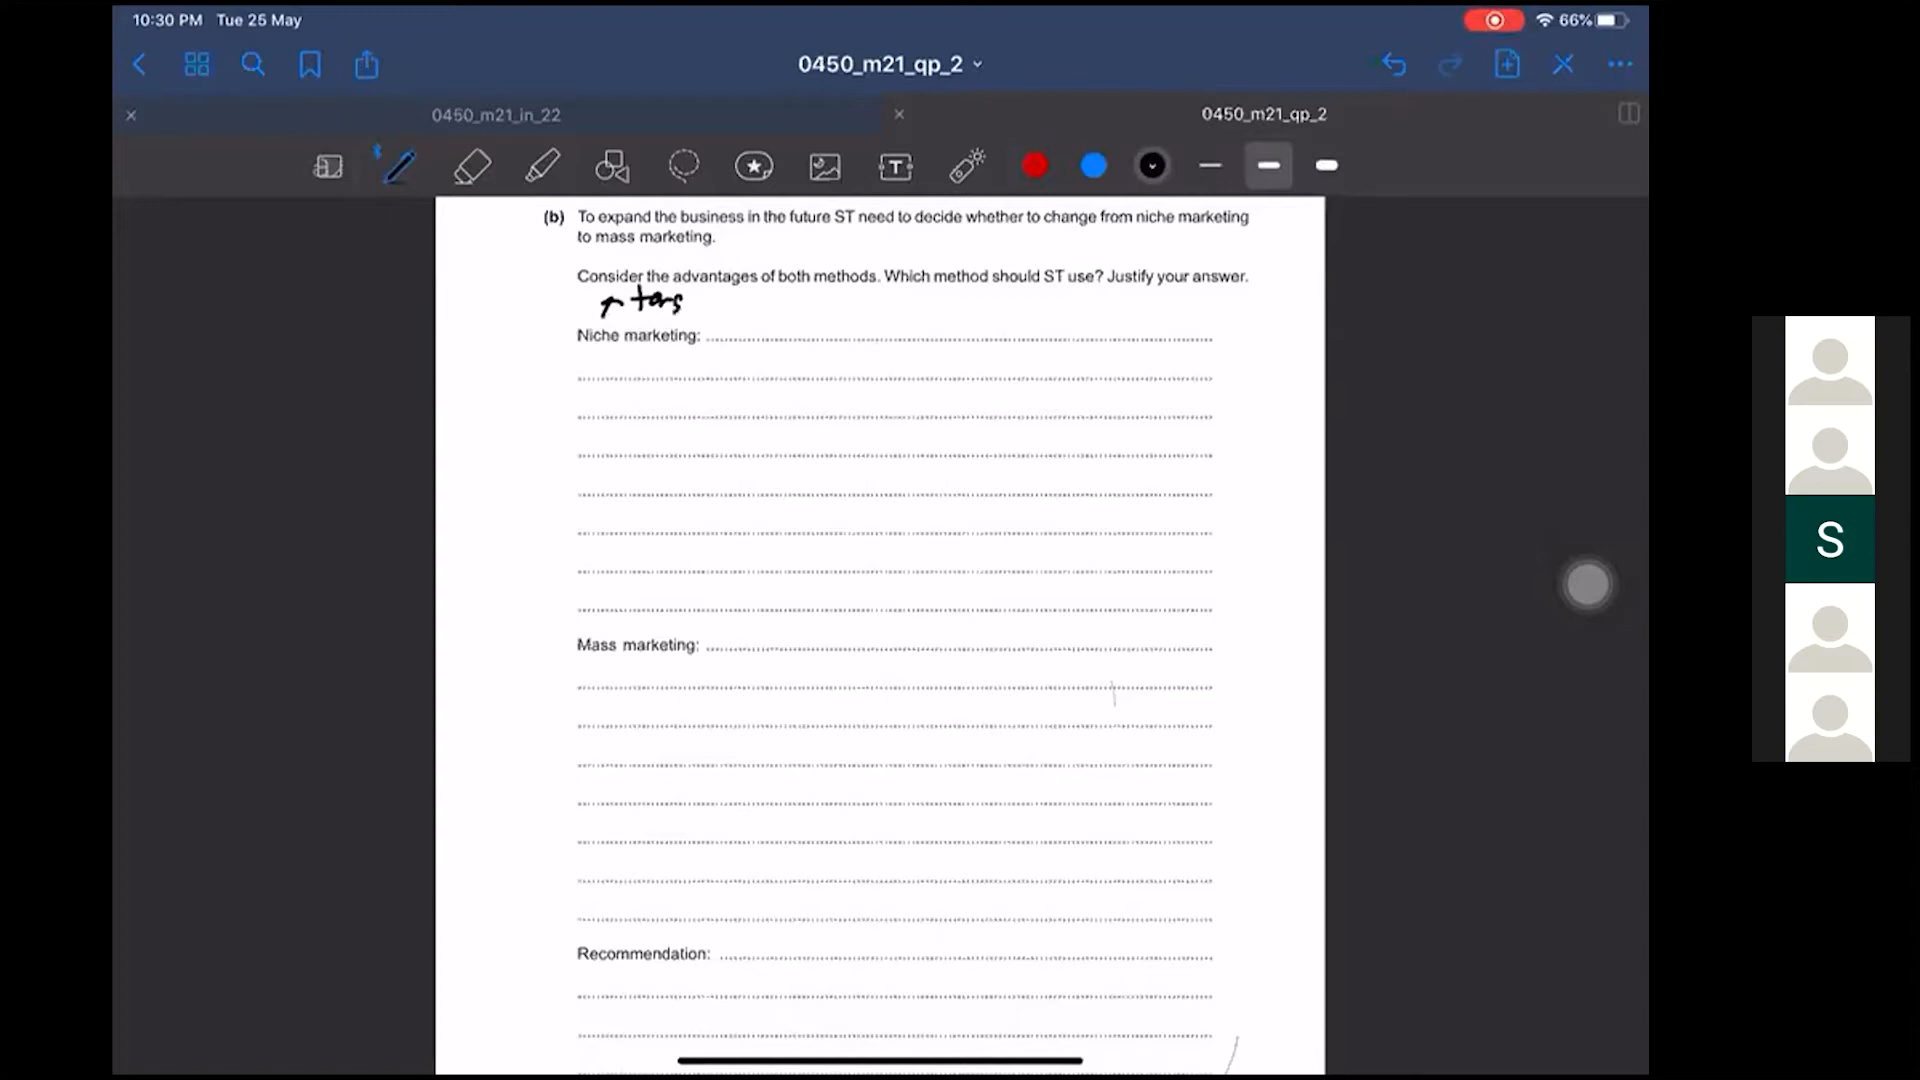 10:30 PM Tue 25 May
66%
0450_m21_qp_2
0450_m21_in_22
0450_m21_qp_2
T
(b) To expand the business in the future ST need to decide whether to change from niche marketing
to mass marketing.
Consider the advantages of both methods. Which method should ST use? Justify your answer.
Niche marketing:
Mass marketing:
Recommendation:
S